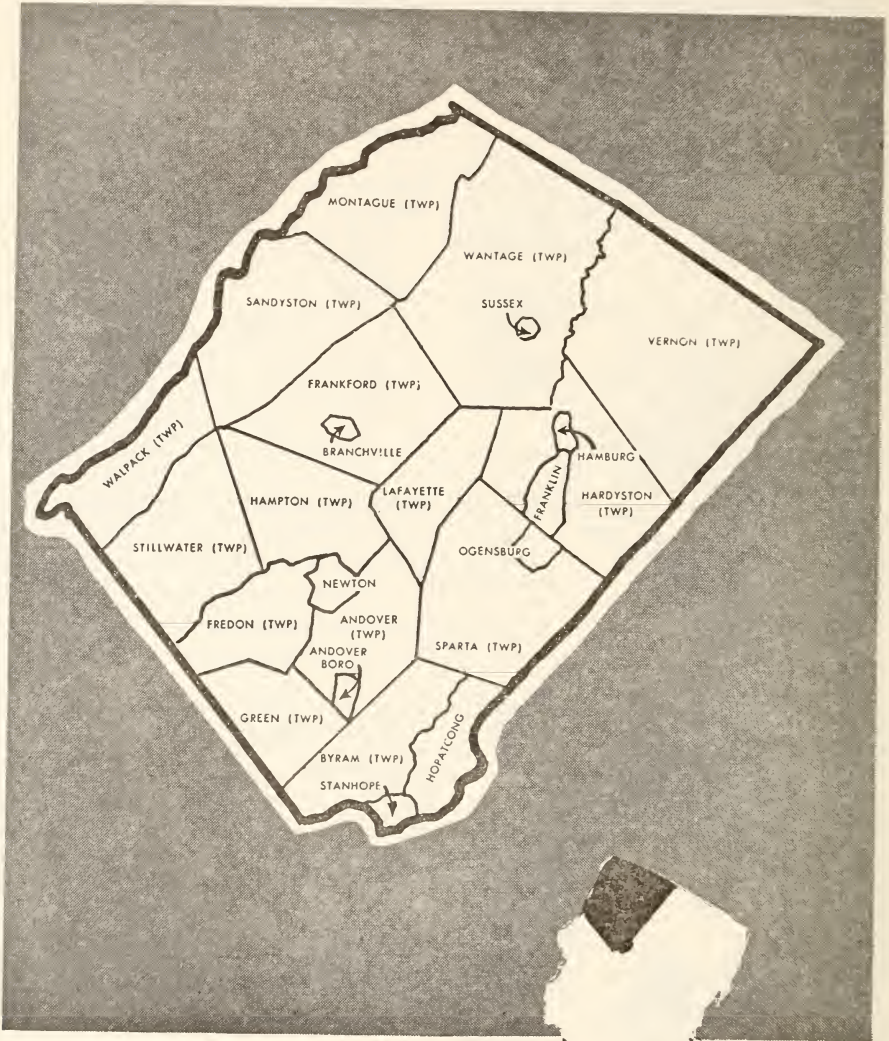 MONTAGUE (TWP)
WANTAGE (TWP)
SANDYSTON (TWP)
SUSSEX
VERNON (TWP)
FRANKFORD (TWP)
BRANCHVILLE
WALPACK (TWP)
HAMBURG
HAMPTON (TWP)
LAFAYETTE
(TWP)
FRANKLIN
HARDYSTON
(TWP)
STILLWATER (TWP)
OGENSBURG
NEWTON
FREDON (TWP)
ANDOVER
(TWP)
SPARTA (TWP)
ANDOVER
BORO
GREEN (TWP)
BYRAM (TWP)
HOPATCONG
STANHOPE